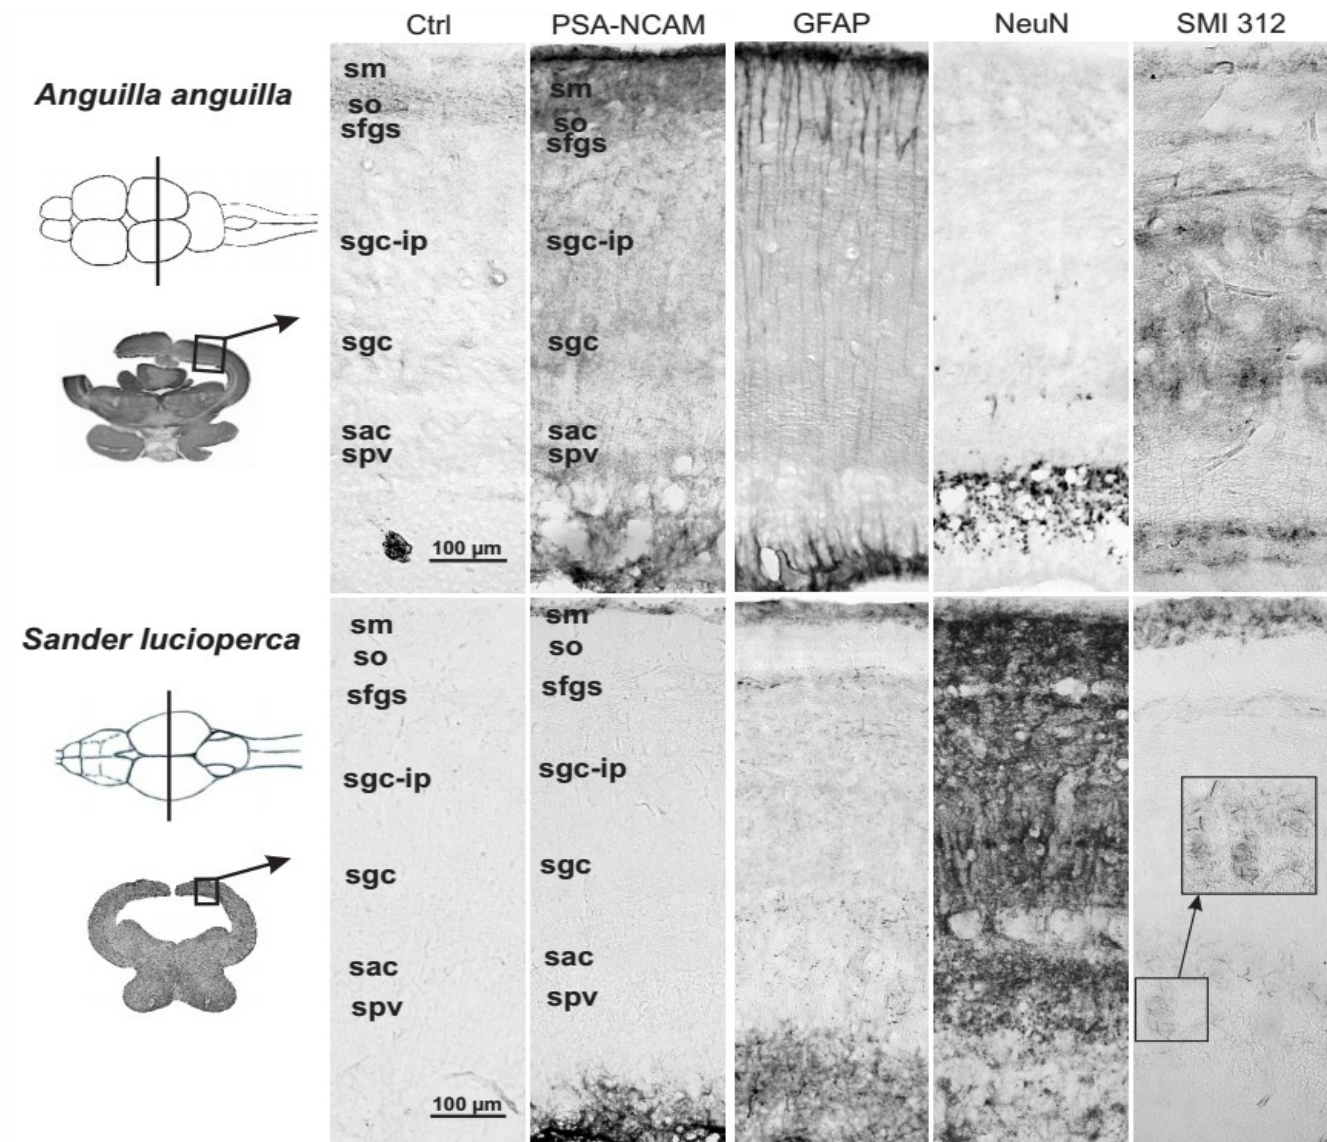 Ctrl PSA-NCAM GFAP NeuN SMI 312
Anguilla anguilla
sm
so
sfgs
sgc-ip
sgc
sac
spv
100 µm
sm
so
sfgs
sgc-ip
sgc
sac
spv
Sander lucioperca
sm
so
sfgs
sgc-ip
sgc
sac
spv
100 µm
sm
so
sfgs
sgc-ip
sgc
sac
spv